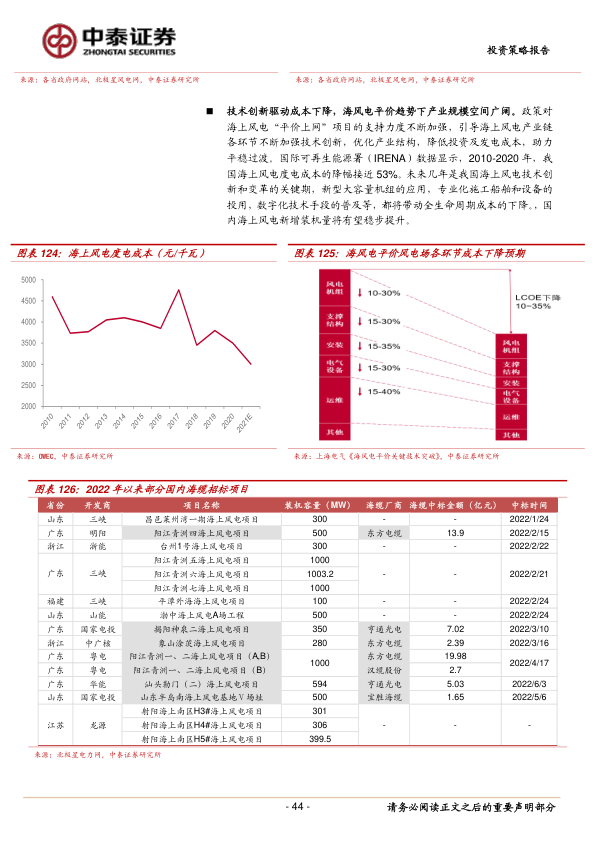 中泰证券
ZHONGTAI SECURITIES
投资策略报告
来源：各省政府网站，北极星风电网，中泰证券研究所
来源：各省政府网站，北极星风电网，中泰证券研究所
■ 技术创新驱动成本下降，海风电平价趋势下产业规模空间广阔。政策对
海上风电“平价上网”项目的支持力度不断加强，引导海上风电产业链
各环节不断加强技术创新，优化产业结构，降低投资及发电成本，助力
平稳过渡。国际可再生能源署（IRENA）数据显示，2010-2020 年，我
国海上风电度电成本的降幅接近 53%。未来几年是我国海上风电技术创
新和变革的关键期，新型大容量机组的应用，专业化施工船舶和设备的
投用，数字化技术手段的普及等，都将带动全生命周期成本的下降。，国
内海上风电新增装机量将有望稳步提升。
图表 124：海上风电度电成本（元/千瓦）
5000
4500
4000
3500
3000
2500
2000
2010 2011 2012 2013 2014 2015 2016 2017 2018 2019 2020 2021E
来源：OWEC，中泰证券研究所
图表 125：海风电平价风电场各环节成本下降预期
风电
机组
10-30%
支撑
结构
15-30%
安装
15-35%
电气
设备
15-30%
运维
15-40%
其他
LCOE下降
10~35%
风电
机组
支撑
结构
安装
电气
设备
运维
其他
来源：上海电气《海风电平价关键技术突破》，中泰证券研究所
图表 126：2022 年以来部分国内海缆招标项目
省份 开发商 项目名称 装机容量（MW） 海缆厂商 海缆中标金额（亿元） 中标时间
山东 三峡 昌邑莱州湾一期海上风电项目 300 - - 2022/1/24
广东 明阳 阳江青洲四海上风电项目 500 东方电缆 13.9 2022/2/15
浙江 浙能 台州1号海上风电项目 300 - - 2022/2/22
阳江青洲五海上风电项目 1000
广东 三峡 阳江青洲六海上风电项目 1003.2 - - 2022/2/21
阳江青洲七海上风电项目 1000
福建 三峡 平潭外海海上风电项目 100 - - 2022/2/24
山东 山能 渤中海上风电A场工程 500 - - 2022/2/24
广东 国家电投 揭阳神泉二海上风电项目 350 亨通光电 7.02 2022/3/10
浙江 中广核 象山涂茨海上风电项目 280 东方电缆 2.39 2022/3/16
广东 粤电 阳江青洲一、二海上风电项目（A,B） 1000 东方电缆 19.98 2022/4/17
广东 粤电 阳江青洲一、二海上风电项目（B） 汉缆股份 2.7
广东 华能 汕头勒门（二）海上风电项目 594 亨通光电 5.03 2022/6/3
山东 国家电投 山东半岛南海上风电基地Ⅴ场址 500 宝胜海缆 1.65 2022/5/6
射阳海上南区H3#海上风电项目 301
江苏 龙源 射阳海上南区H4#海上风电项目 306 - - -
射阳海上南区H5#海上风电项目 399.5
来源：北极星电力网，中泰证券研究所
- 44 -
请务必阅读正文之后的重要声明部分